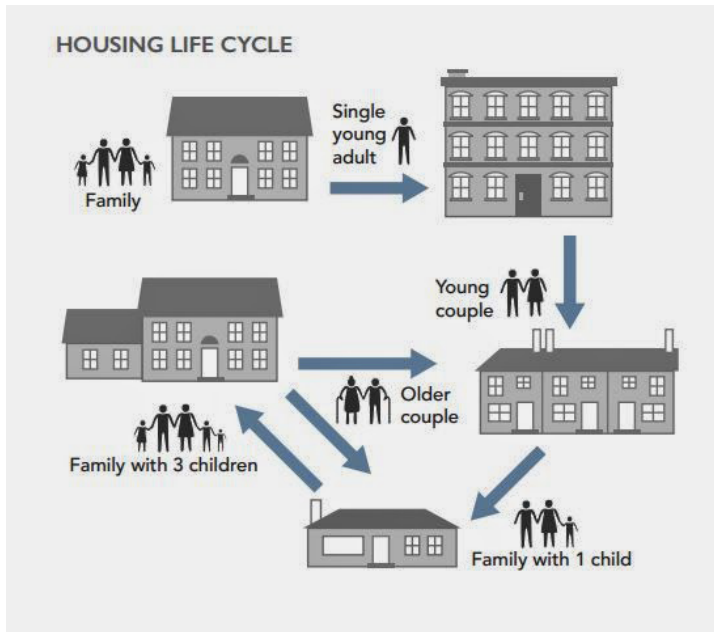 HOUSING LIFE CYCLE
Single
young
adult
Family
Young
couple
Older
couple
Family with 3 children
Family with 1 child